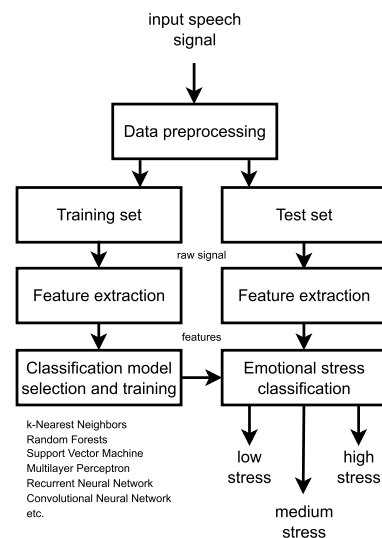 input speech
signal
Data preprocessing
Training set
Test set
raw signal
Feature extraction
Feature extraction
features
Classification model
selection and training
Emotional stress
classification
k-Nearest Neighbors
Random Forests
Support Vector Machine
Multilayer Perceptron
Recurrent Neural Network
Convolutional Neural Network
etc.
low
stress
high
stress
medium
stress